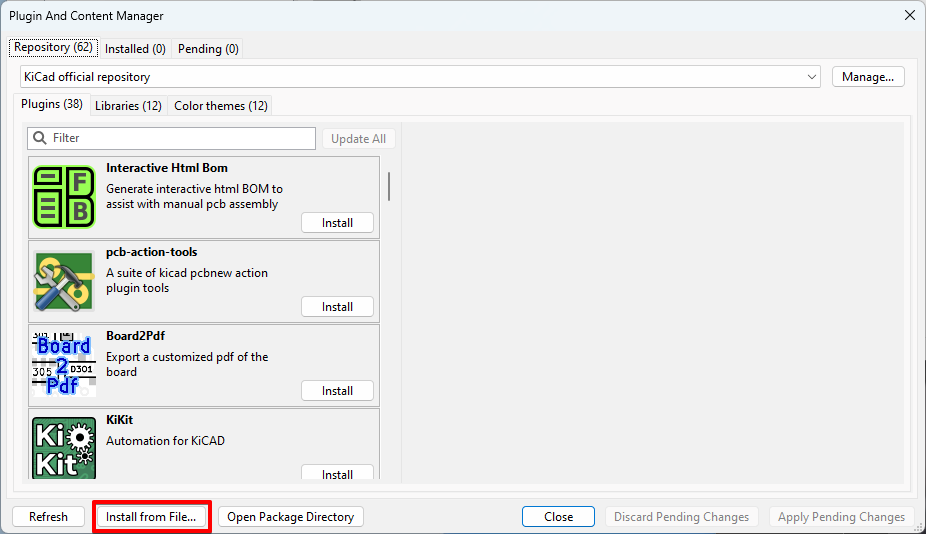 Plugin And Content Manager
Repository (62) Installed (0) Pending (0)
KiCad official repository Manage...
Plugins (38) Libraries (12) Color themes (12)
Filter Update All
F
B
Interactive Html Bom
Generate interactive html BOM to
assist with manual pcb assembly
Install
pcb-action-tools
A suite of kicad pcbnew action
plugin tools
Install
Board
2
Pdf
305 D301
Board2Pdf
Export a customized pdf of the
board
Install
Ki
Kit
KiKit
Automation for KiCAD
Install
Refresh Install from File... Open Package Directory Close Discard Pending Changes Apply Pending Changes